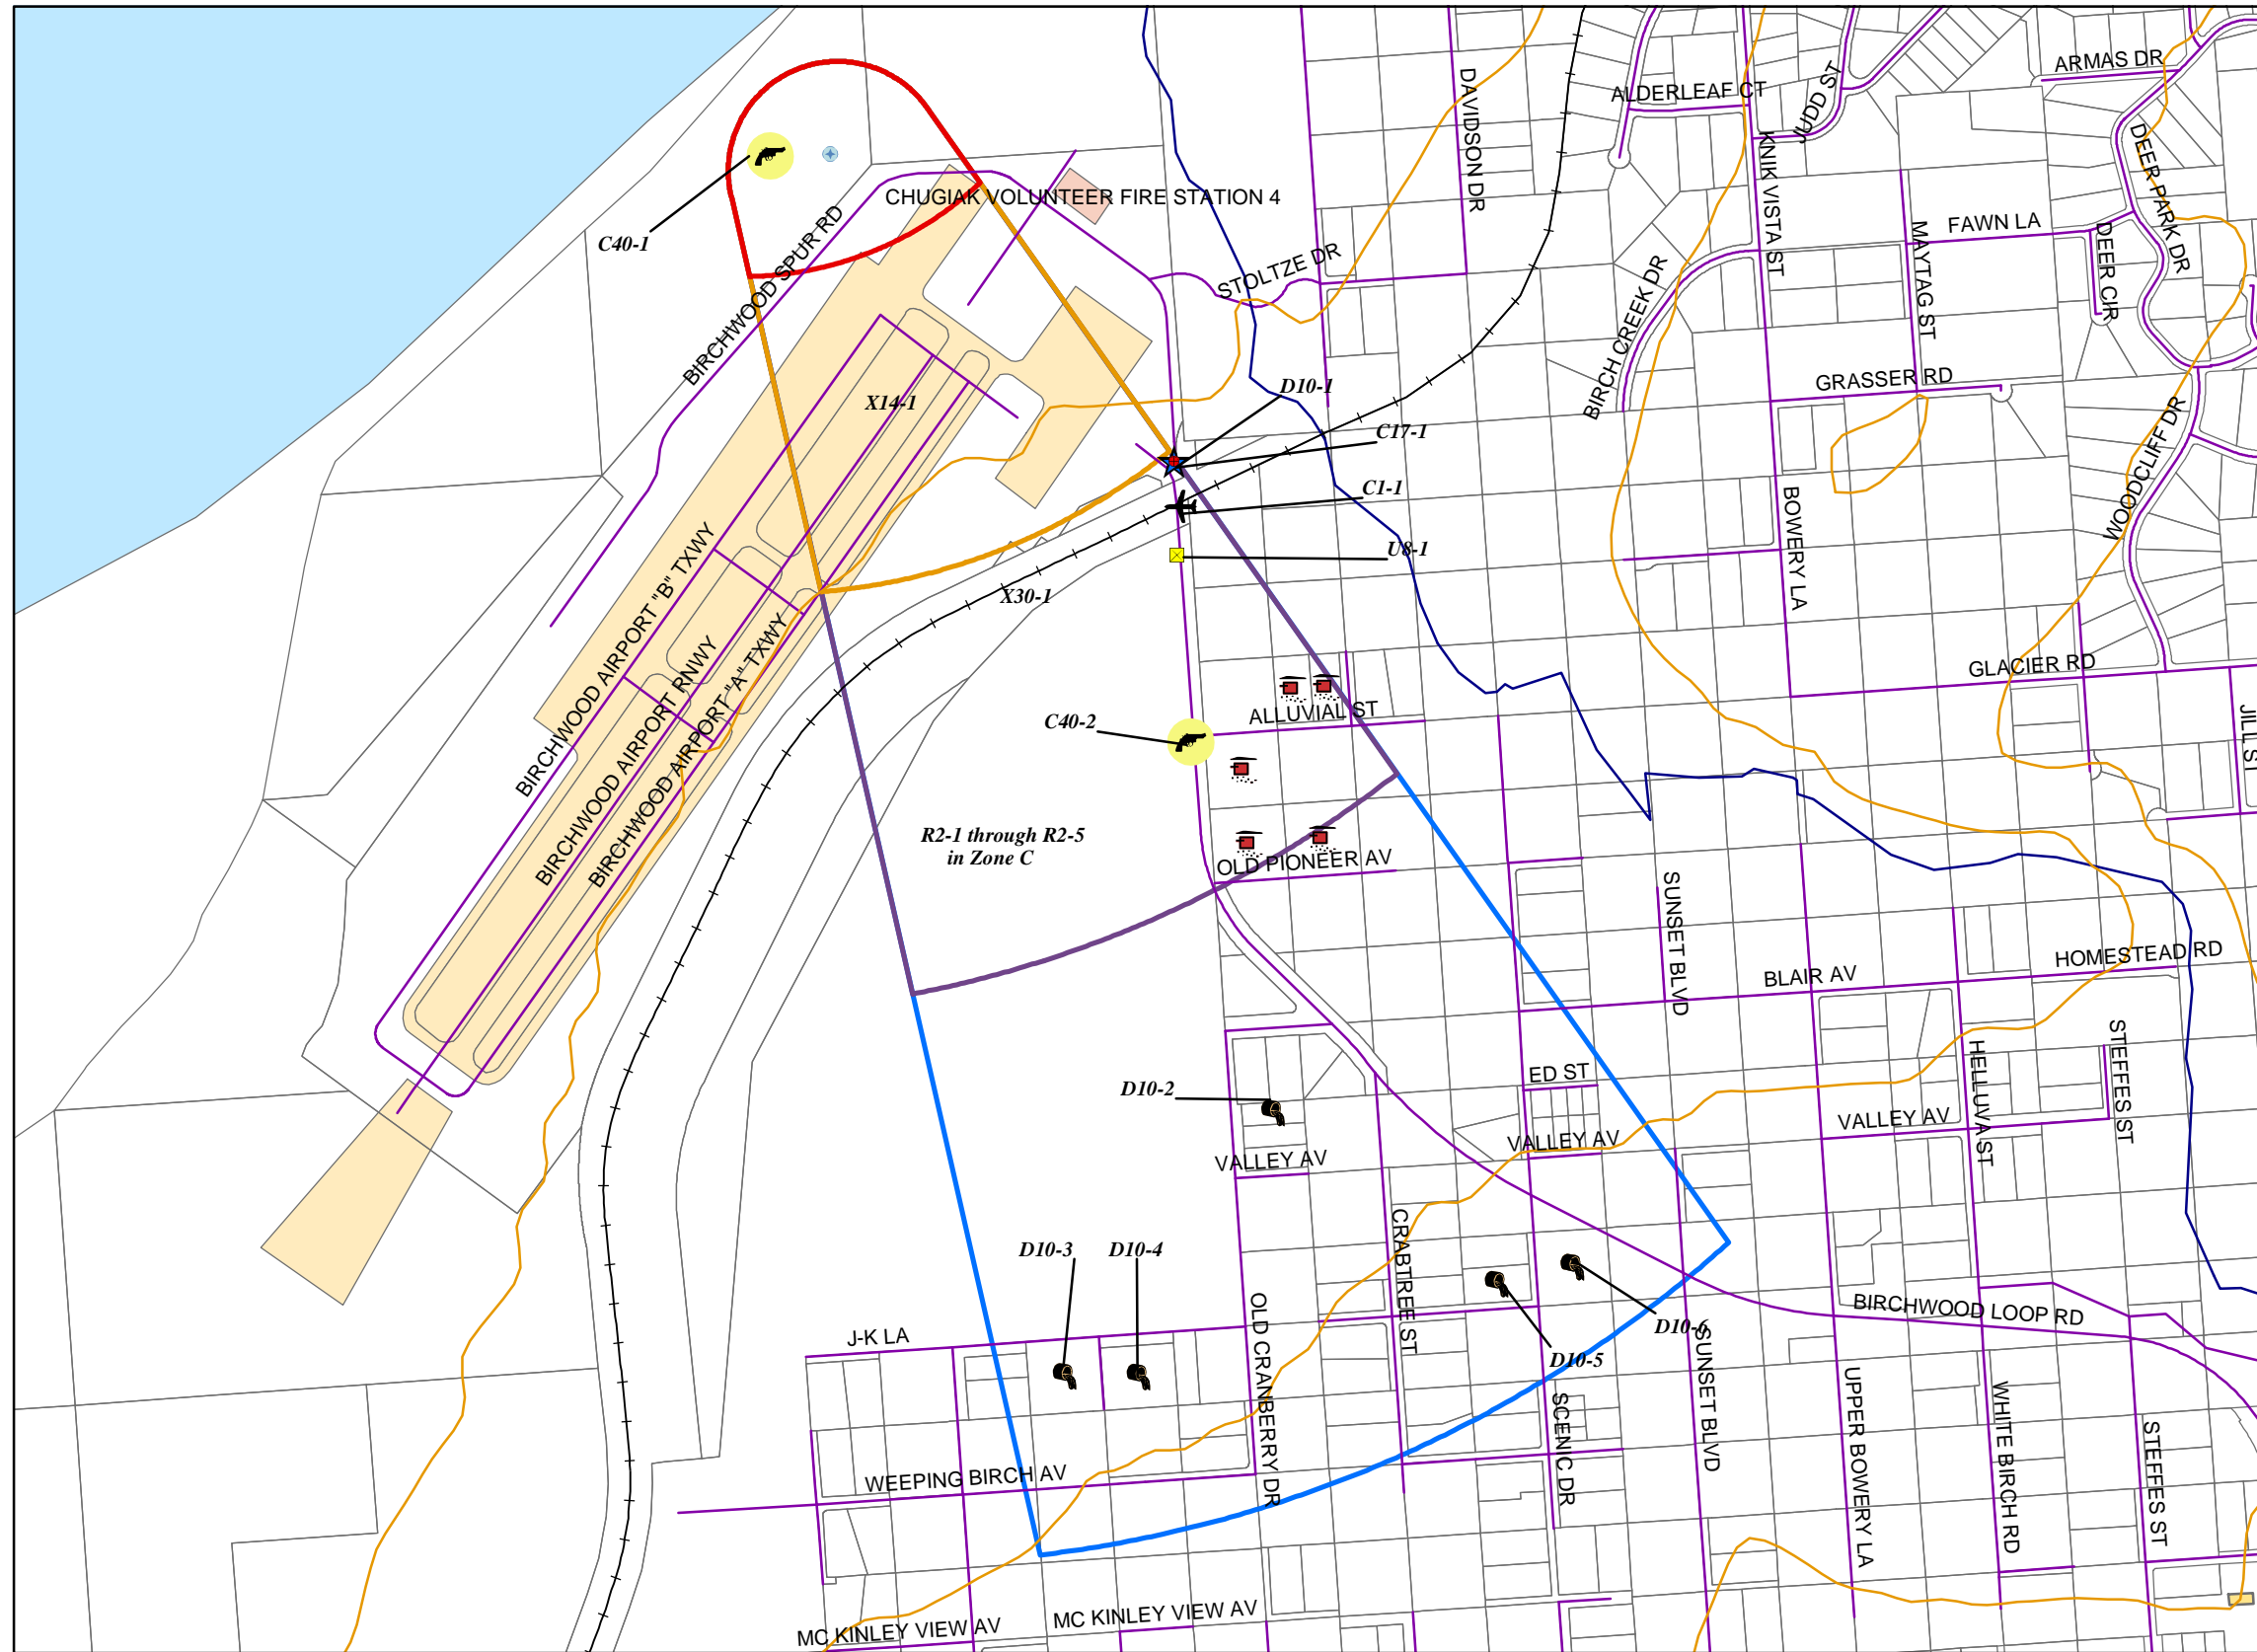 ARMAS DR
ALDERLEAF CT
JUDD ST
DAVIDSON DR
KNIK VISTA ST
DEER PARK DR
CHUGIAK VOLUNTEER FIRE STATION 4
C40-1
BIRCHWOOD SPUR RD
STOLTZE DR
FAWN LA
MAYTAG ST
DEER CIR
BIRCH CREEK DR
GRASSER RD
D10-1
X14-1
C17-1
WOODCLIFF DR
C1-1
BOWERY LA
U8-1
X30-1
BIRCHWOOD AIRPORT "B" TXWY
BIRCHWOOD AIRPORT RNWY
BIRCHWOOD AIRPORT "A" TXWY
GLACIER RD
JILL ST
ALLUVIAL ST
C40-2
R2-1 through R2-5
in Zone C
OLD PIONEER AV
SUNSET BLVD
BLAIR AV
HOMESTEAD RD
D10-2
ED ST
HELLUVA ST
STEFFES ST
VALLEY AV
VALLEY AV
VALLEY AV
D10-3
D10-4
CRABTREE ST
J-K LA
OLD CRANBERRY DR
BIRCHWOOD LOOP RD
D10-6
D10-5
SUNSET BLVD
SCENIC DR
UPPER BOWERY LA
WHITE BIRCH RD
STEFFES ST
WEEPING BIRCH AV
MC KINLEY VIEW AV
MC KINLEY VIEW AV